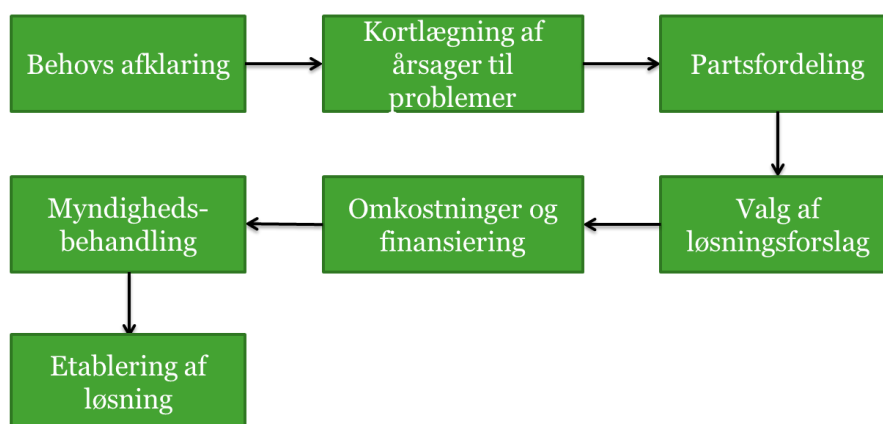 Behovs afklaring
Kortlægning af
årsager til
problemer
Partsfordeling
Valg af
løsningsforslag
Omkostninger og
finansiering
Myndigheds-
behandling
Etablering af
løsning